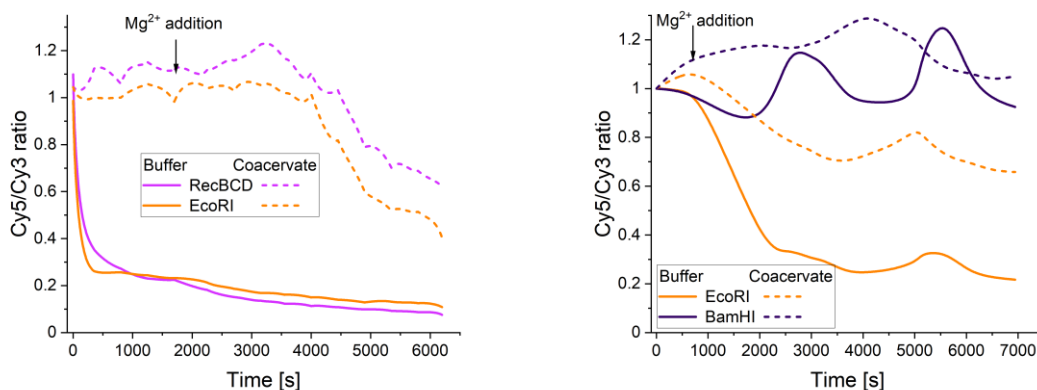 Mg²⁺ addition
Cy5/Cy3 ratio
1.2
1
0.8
0.6
0.4
0.2
0
Buffer Coacervate
RecBCD
EcoRI
0 1000 2000 3000 4000 5000 6000
Time [s]
Mg²⁺ addition
Cy5/Cy3 ratio
1.2
1
0.8
0.6
0.4
0.2
0
Buffer Coacervate
EcoRI
BamHI
0 1000 2000 3000 4000 5000 6000 7000
Time [s]